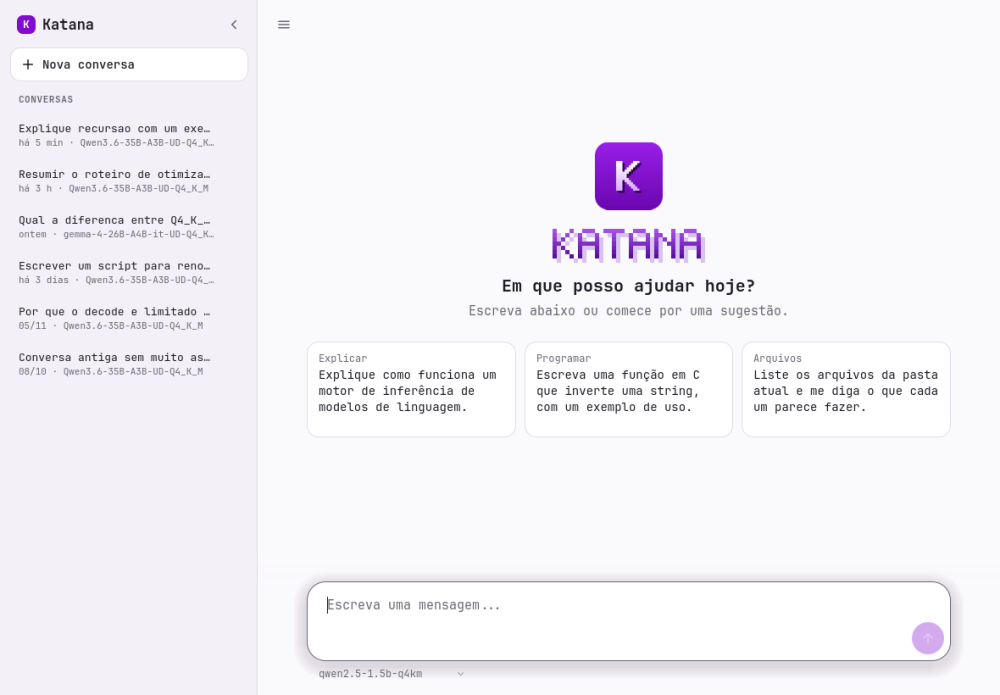 K Katana
Nova conversa
CONVERSAS
Explique recursao com um exe…
há 5 min · Qwen3.6-35B-A3B-UD-Q4_K…
Resumir o roteiro de otimiza…
há 3 h · Qwen3.6-35B-A3B-UD-Q4_K_M
Qual a diferenca entre Q4_K_…
ontem · gemma-4-26B-A4B-it-UD-Q4_K…
Escrever um script para reno…
há 3 dias · Qwen3.6-35B-A3B-UD-Q4_…
Por que o decode e limitado …
05/11 · Qwen3.6-35B-A3B-UD-Q4_K_M
Conversa antiga sem muito as…
08/10 · Qwen3.6-35B-A3B-UD-Q4_K_M
K
KATANA
Em que posso ajudar hoje?
Escreva abaixo ou comece por uma sugestão.
Explicar
Explique como funciona um
motor de inferência de
modelos de linguagem.
Programar
Escreva uma função em C
que inverte uma string,
com um exemplo de uso.
Arquivos
Liste os arquivos da pasta
atual e me diga o que cada
um parece fazer.
Escreva uma mensagem...
qwen2.5-1.5b-q4km